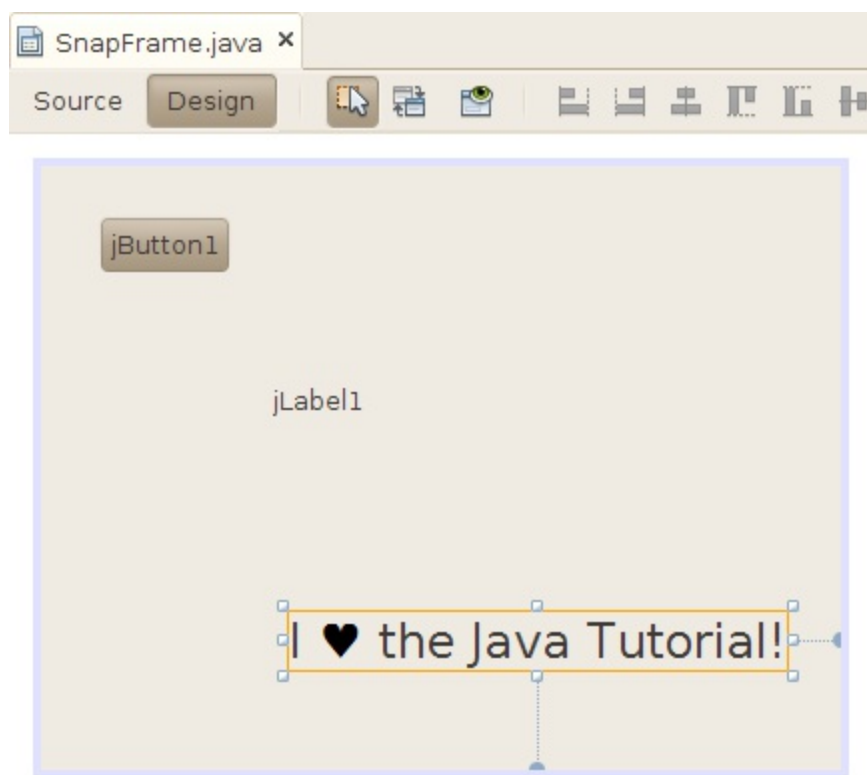 SnapFrame.java ×
Source Design
jButton1
jLabel1
I ♥ the Java Tutorial!